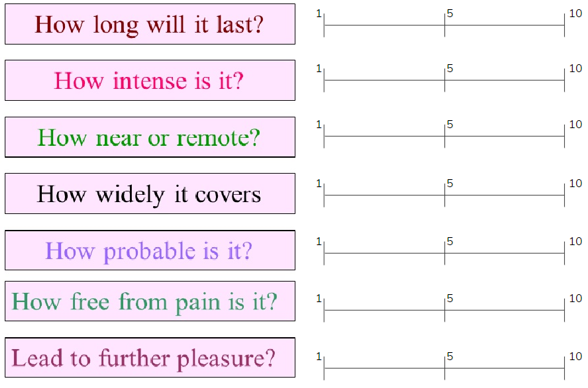 How long will it last? 1 5 10
How intense is it? 1 5 10
How near or remote? 1 5 10
How widely it covers 1 5 10
How probable is it? 1 5 10
How free from pain is it? 1 5 10
Lead to further pleasure? 1 5 10